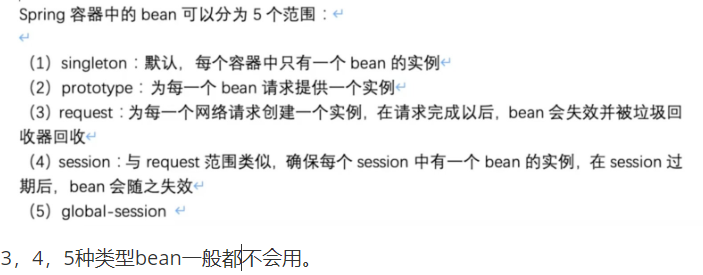 Spring 容器中的 bean 可以分为 5 个范围：↵
↵
（1）singleton：默认，每个容器中只有一个 bean 的实例↵
（2）prototype：为每一个 bean 请求提供一个实例↵
（3）request：为每一个网络请求创建一个实例，在请求完成以后，bean 会失效并被垃圾回
收器回收↵
（4）session：与 request 范围类似，确保每个 session 中有一个 bean 的实例，在 session 过
期后，bean 会随之失效↵
（5）global-session ↵
3，4，5种类型bean一般都不会用。